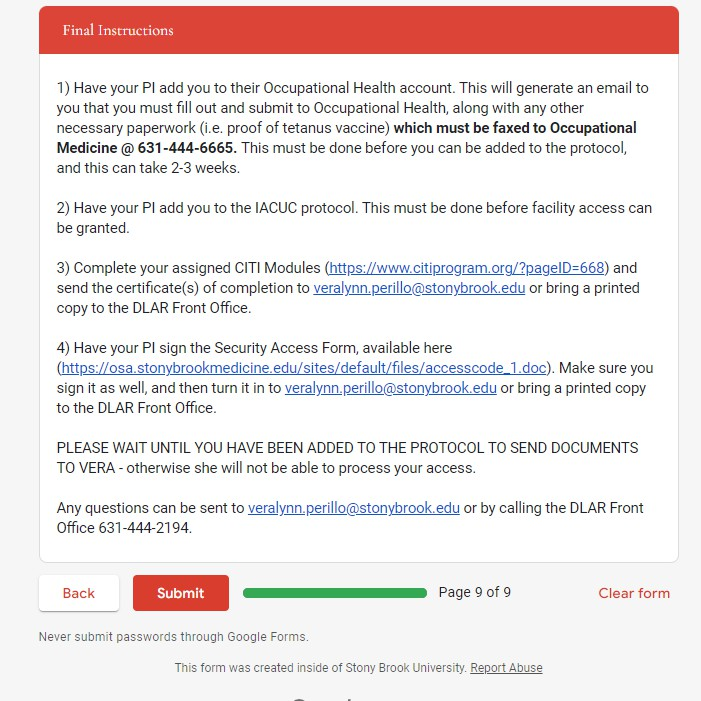 Final Instructions
1) Have your PI add you to their Occupational Health account. This will generate an email to
you that you must fill out and submit to Occupational Health, along with any other
necessary paperwork (i.e. proof of tetanus vaccine) which must be faxed to Occupational
Medicine @ 631-444-6665. This must be done before you can be added to the protocol,
and this can take 2-3 weeks.
2) Have your PI add you to the IACUC protocol. This must be done before facility access can
be granted.
3) Complete your assigned CITI Modules (https://www.citiprogram.org/?pageID=668) and
send the certificate(s) of completion to veralynn.perillo@stonybrook.edu or bring a printed
copy to the DLAR Front Office.
4) Have your PI sign the Security Access Form, available here
(https://osa.stonybrookmedicine.edu/sites/default/files/accesscode_1.doc). Make sure you
sign it as well, and then turn it in to veralynn.perillo@stonybrook.edu or bring a printed copy
to the DLAR Front Office.
PLEASE WAIT UNTIL YOU HAVE BEEN ADDED TO THE PROTOCOL TO SEND DOCUMENTS
TO VERA - otherwise she will not be able to process your access.
Any questions can be sent to veralynn.perillo@stonybrook.edu or by calling the DLAR Front
Office 631-444-2194.
Back Submit Page 9 of 9 Clear form
Never submit passwords through Google Forms.
This form was created inside of Stony Brook University. Report Abuse